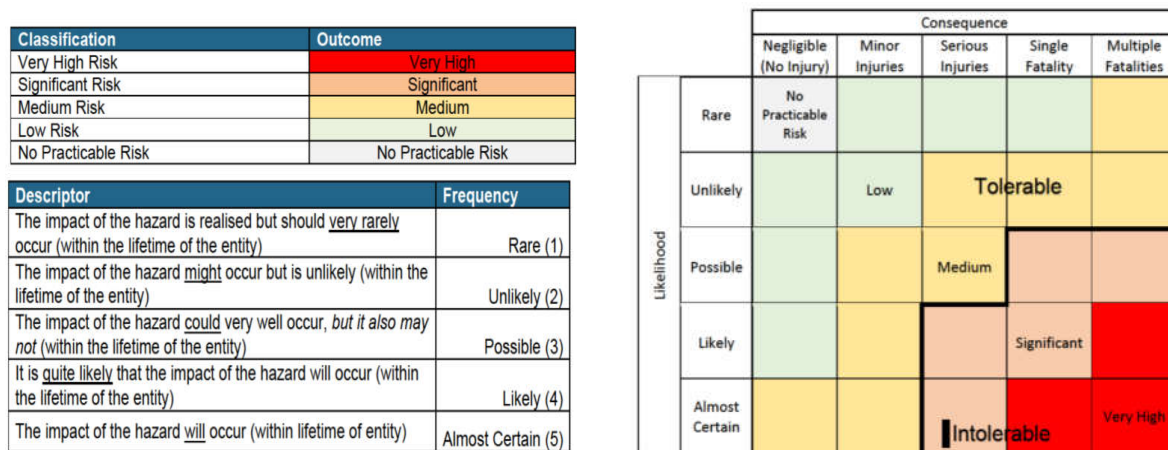 Classification Outcome
Very High Risk Very High
Significant Risk Significant
Medium Risk Medium
Low Risk Low
No Practicable Risk No Practicable Risk
Descriptor Frequency
The impact of the hazard is realised but should very rarely
occur (within the lifetime of the entity) Rare (1)
The impact of the hazard might occur but is unlikely (within the
lifetime of the entity) Unlikely (2)
The impact of the hazard could very well occur, but it also may
not (within the lifetime of the entity) Possible (3)
It is quite likely that the impact of the hazard will occur (within
the lifetime of the entity) Likely (4)
The impact of the hazard will occur (within lifetime of entity) Almost Certain (5)
Consequence
Negligible Minor Serious Single Multiple
(No Injury) Injuries Injuries Fatality Fatalities
Likelihood
Rare
No
Practicable
Risk
Unlikely Low Tolerable
Possible Medium
Likely Significant
Almost
Certain
Very High
Intolerable